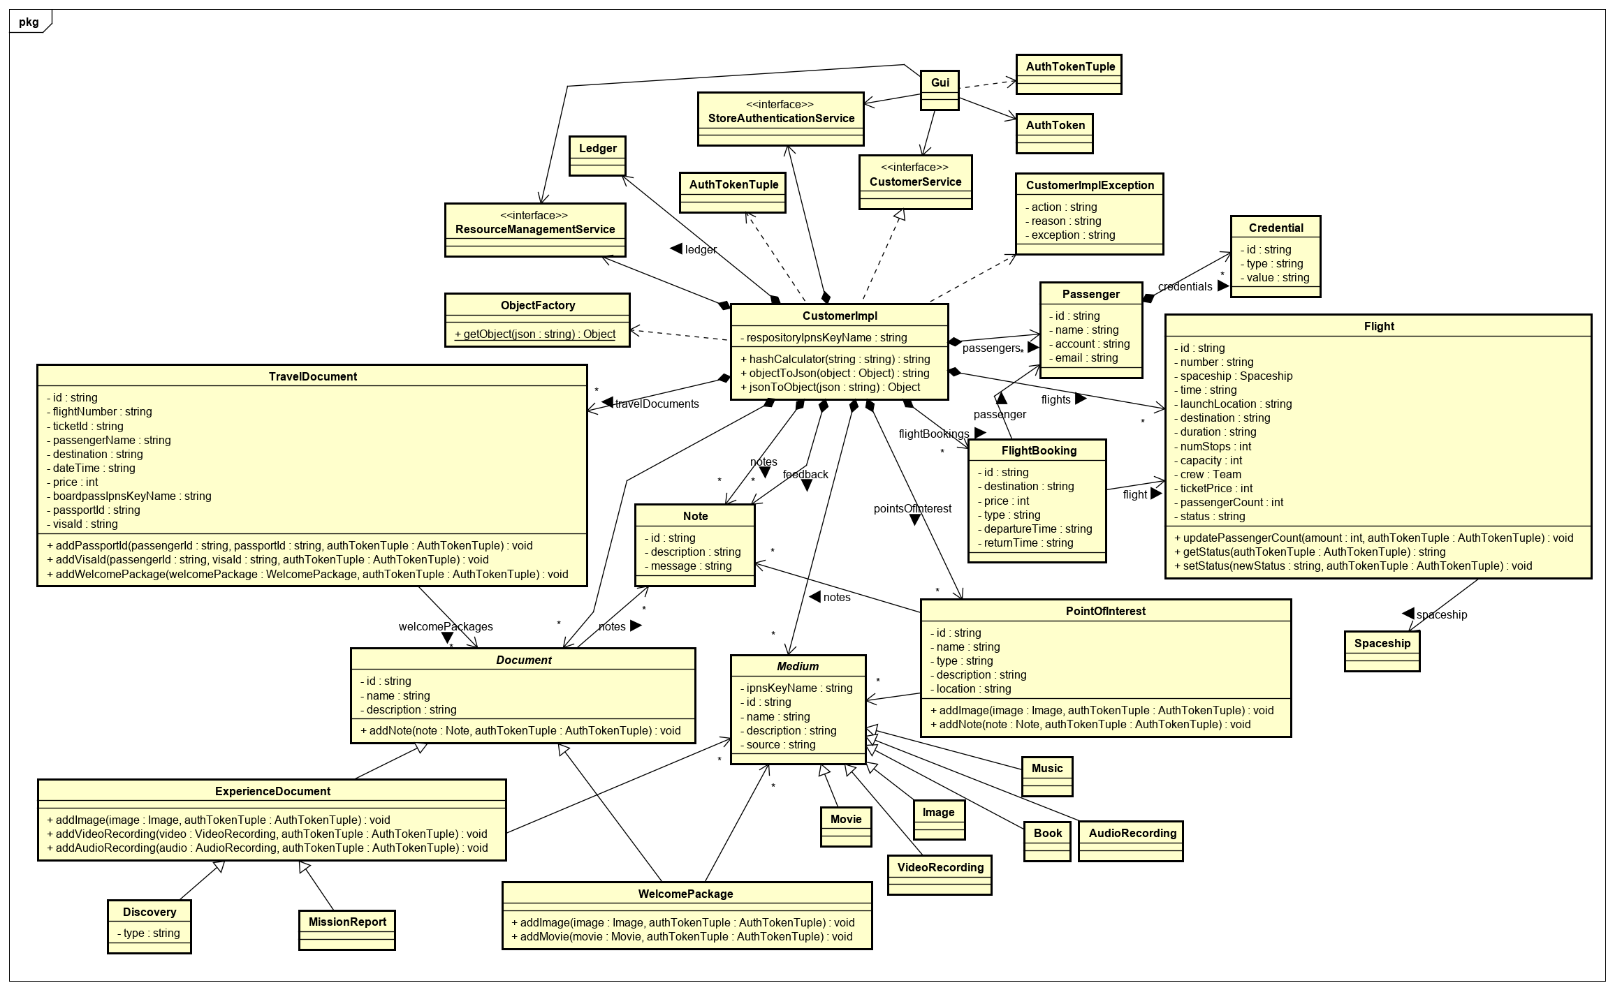 pkg
Gui
AuthTokenTuple
AuthToken
<<interface>>
StoreAuthenticationService
Ledger
<<interface>>
CustomerService
AuthTokenTuple
CustomerImplException
- action : string
- reason : string
- exception : string
<<interface>>
ResourceManagementService
ledger
Credential
- id : string
- type : string
- value : string
*
credentials
Passenger
- id : string
- name : string
- account : string
- email : string
ObjectFactory
+ getObject(json : string) : Object
CustomerImpl
- respositoryIpnsKeyName : string
+ hashCalculator(string : string) : string
+ objectToJson(object : Object) : string
+ jsonToObject(json : string) : Object
passengers
*
Flight
- id : string
- number : string
- spaceship : Spaceship
- time : string
- launchLocation : string
- destination : string
- duration : string
- numStops : int
- capacity : int
- crew : Team
- ticketPrice : int
- passengerCount : int
- status : string
+ updatePassengerCount(amount : int, authTokenTuple : AuthTokenTuple) : void
+ getStatus(authTokenTuple : AuthTokenTuple) : string
+ setStatus(newStatus : string, authTokenTuple : AuthTokenTuple) : void
TravelDocument
- id : string
- flightNumber : string
- ticketId : string
- passengerName : string
- destination : string
- dateTime : string
- price : int
- boardpassIpnsKeyName : string
- passportId : string
- visaId : string
+ addPassportId(passengerId : string, passportId : string, authTokenTuple : AuthTokenTuple) : void
+ addVisaId(passengerId : string, visaId : string, authTokenTuple : AuthTokenTuple) : void
+ addWelcomePackage(welcomePackage : WelcomePackage, authTokenTuple : AuthTokenTuple) : void
*
travelDocuments
flights
*
passenger
flightBookings
*
FlightBooking
- id : string
- destination : string
- price : int
- type : string
- departureTime : string
- returnTime : string
flight
notes
*
feedback
*
pointsOfInterest
*
Note
- id : string
- description : string
- message : string
*
notes
*
PointOfInterest
- id : string
- name : string
- type : string
- description : string
- location : string
+ addImage(image : Image, authTokenTuple : AuthTokenTuple) : void
+ addNote(note : Note, authTokenTuple : AuthTokenTuple) : void
spaceship
Spaceship
welcomePackages
*
*
notes
*
Document
- id : string
- name : string
- description : string
+ addNote(note : Note, authTokenTuple : AuthTokenTuple) : void
Medium
- ipnsKeyName : string
- id : string
- name : string
- description : string
- source : string
*
*
*
ExperienceDocument
+ addImage(image : Image, authTokenTuple : AuthTokenTuple) : void
+ addVideoRecording(video : VideoRecording, authTokenTuple : AuthTokenTuple) : void
+ addAudioRecording(audio : AudioRecording, authTokenTuple : AuthTokenTuple) : void
Music
Movie
Image
Book
AudioRecording
VideoRecording
WelcomePackage
+ addImage(image : Image, authTokenTuple : AuthTokenTuple) : void
+ addMovie(movie : Movie, authTokenTuple : AuthTokenTuple) : void
Discovery
- type : string
MissionReport